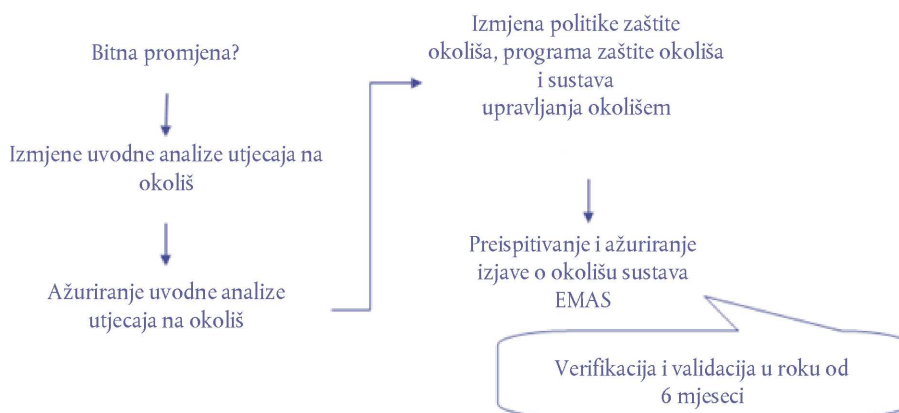 Bitna promjena?
Izmjene uvodne analize utjecaja na
okoliš
Ažuriranje uvodne analize
utjecaja na okoliš
Izmjena politike zaštite
okoliša, programa zaštite okoliša
i sustava
upravljanja okolišem
Preispitivanje i ažuriranje
izjave o okolišu sustava
EMAS
Verifikacija i validacija u roku od
6 mjeseci